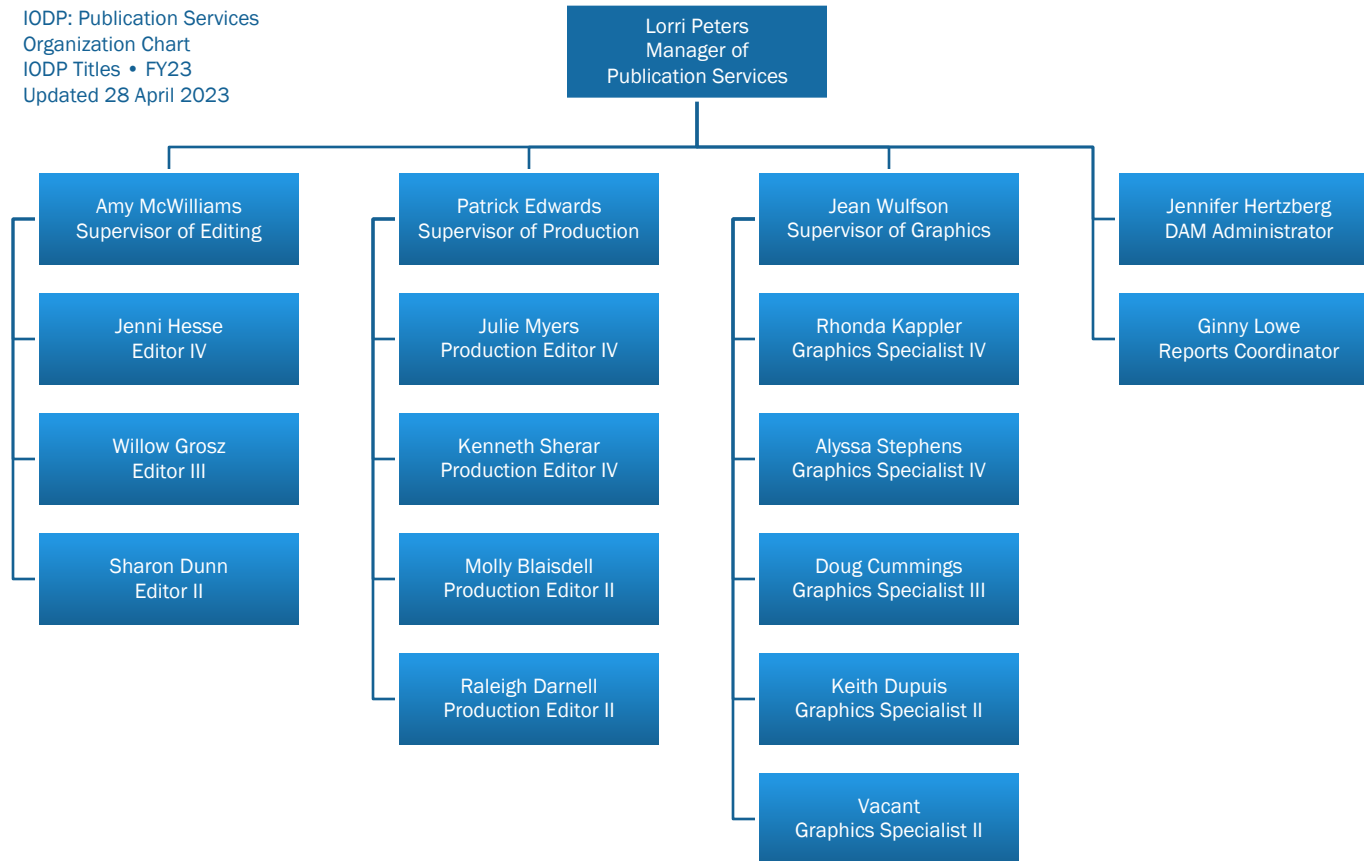 IODP: Publication Services
Organization Chart
IODP Titles • FY23
Updated 28 April 2023
Lorri Peters
Manager of
Publication Services
Amy McWilliams
Supervisor of Editing
Jenni Hesse
Editor IV
Willow Grosz
Editor III
Sharon Dunn
Editor II
Patrick Edwards
Supervisor of Production
Julie Myers
Production Editor IV
Kenneth Sherar
Production Editor IV
Molly Blaisdell
Production Editor II
Raleigh Darnell
Production Editor II
Jean Wulfson
Supervisor of Graphics
Rhonda Kappler
Graphics Specialist IV
Alyssa Stephens
Graphics Specialist IV
Doug Cummings
Graphics Specialist III
Keith Dupuis
Graphics Specialist II
Vacant
Graphics Specialist II
Jennifer Hertzberg
DAM Administrator
Ginny Lowe
Reports Coordinator